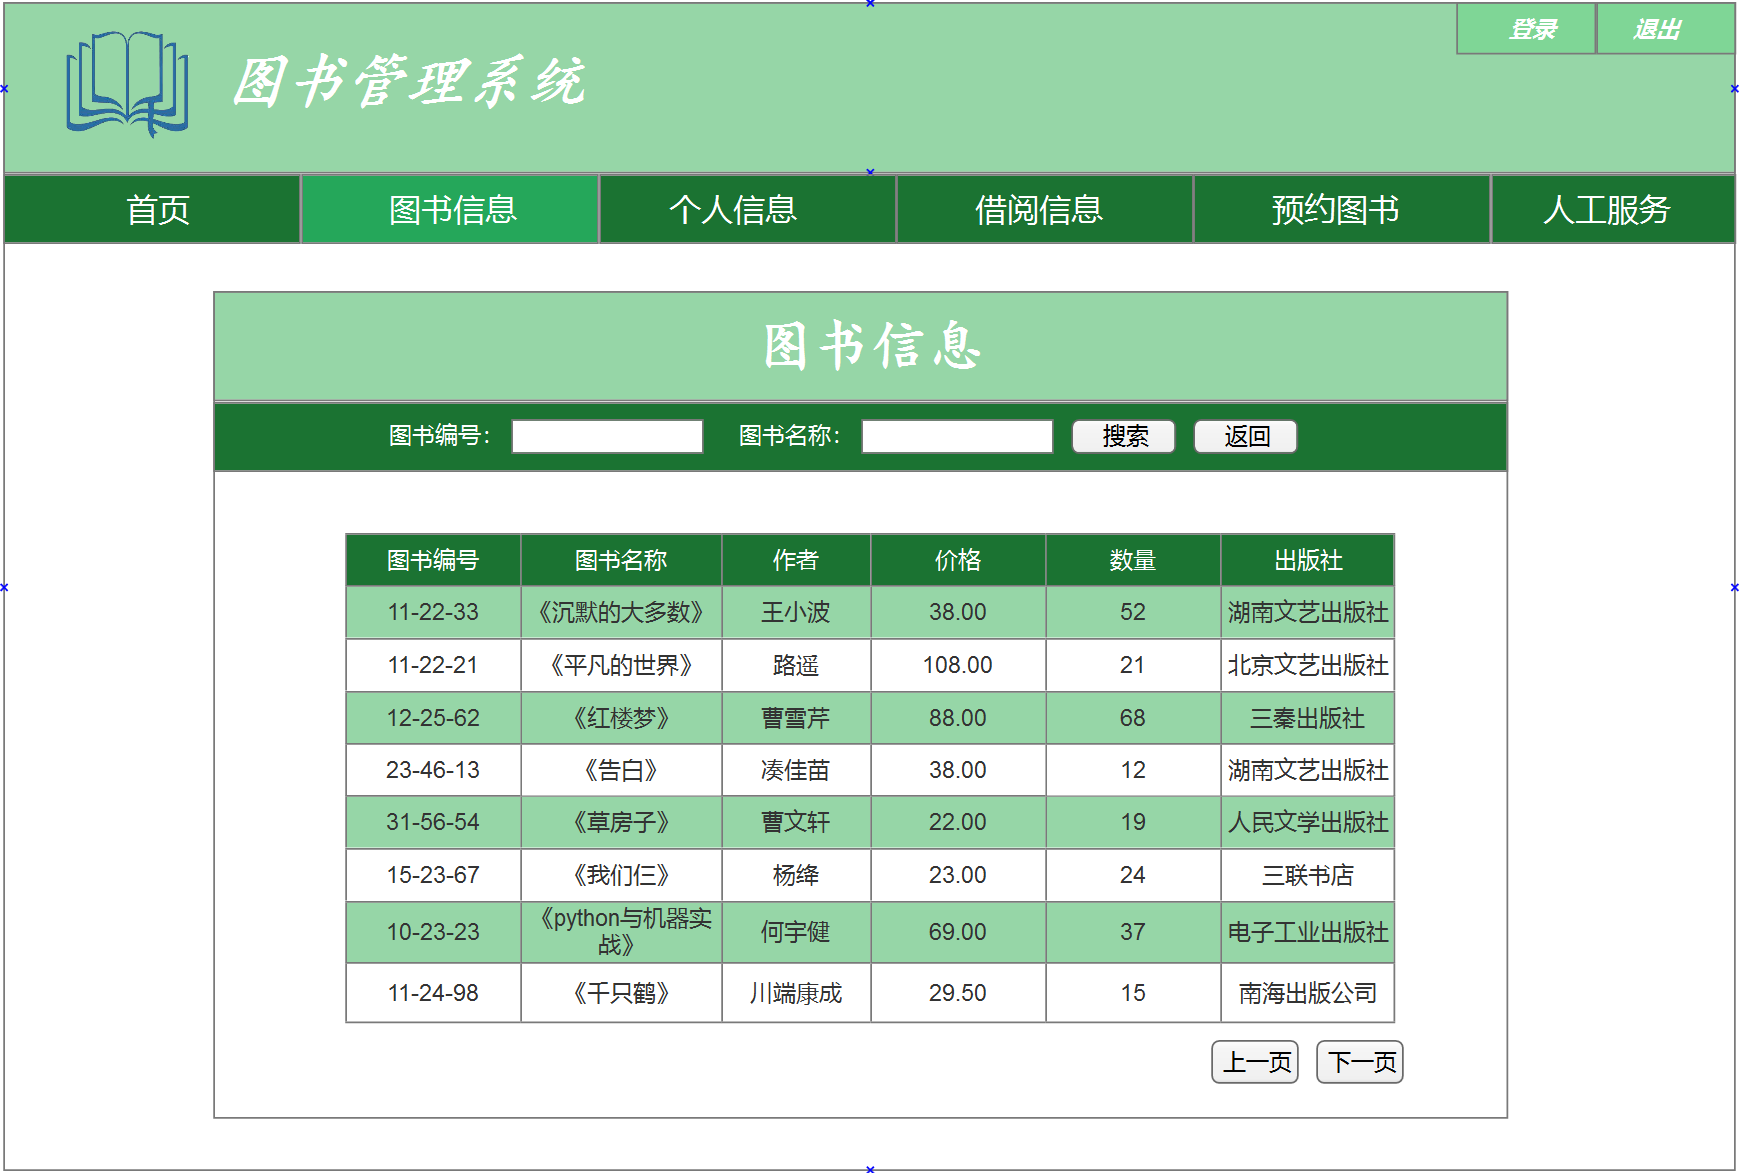 登录 退出
图书管理系统
首页 图书信息 个人信息 借阅信息 预约图书 人工服务
图书信息
图书编号： 图书名称： 搜索 返回
图书编号 图书名称 作者 价格 数量 出版社
11-22-33 《沉默的大多数》 王小波 38.00 52 湖南文艺出版社
11-22-21 《平凡的世界》 路遥 108.00 21 北京文艺出版社
12-25-62 《红楼梦》 曹雪芹 88.00 68 三秦出版社
23-46-13 《告白》 凑佳苗 38.00 12 湖南文艺出版社
31-56-54 《草房子》 曹文轩 22.00 19 人民文学出版社
15-23-67 《我们仨》 杨绛 23.00 24 三联书店
10-23-23 《python与机器实
战》 何宇健 69.00 37 电子工业出版社
11-24-98 《千只鹤》 川端康成 29.50 15 南海出版公司
上一页 下一页